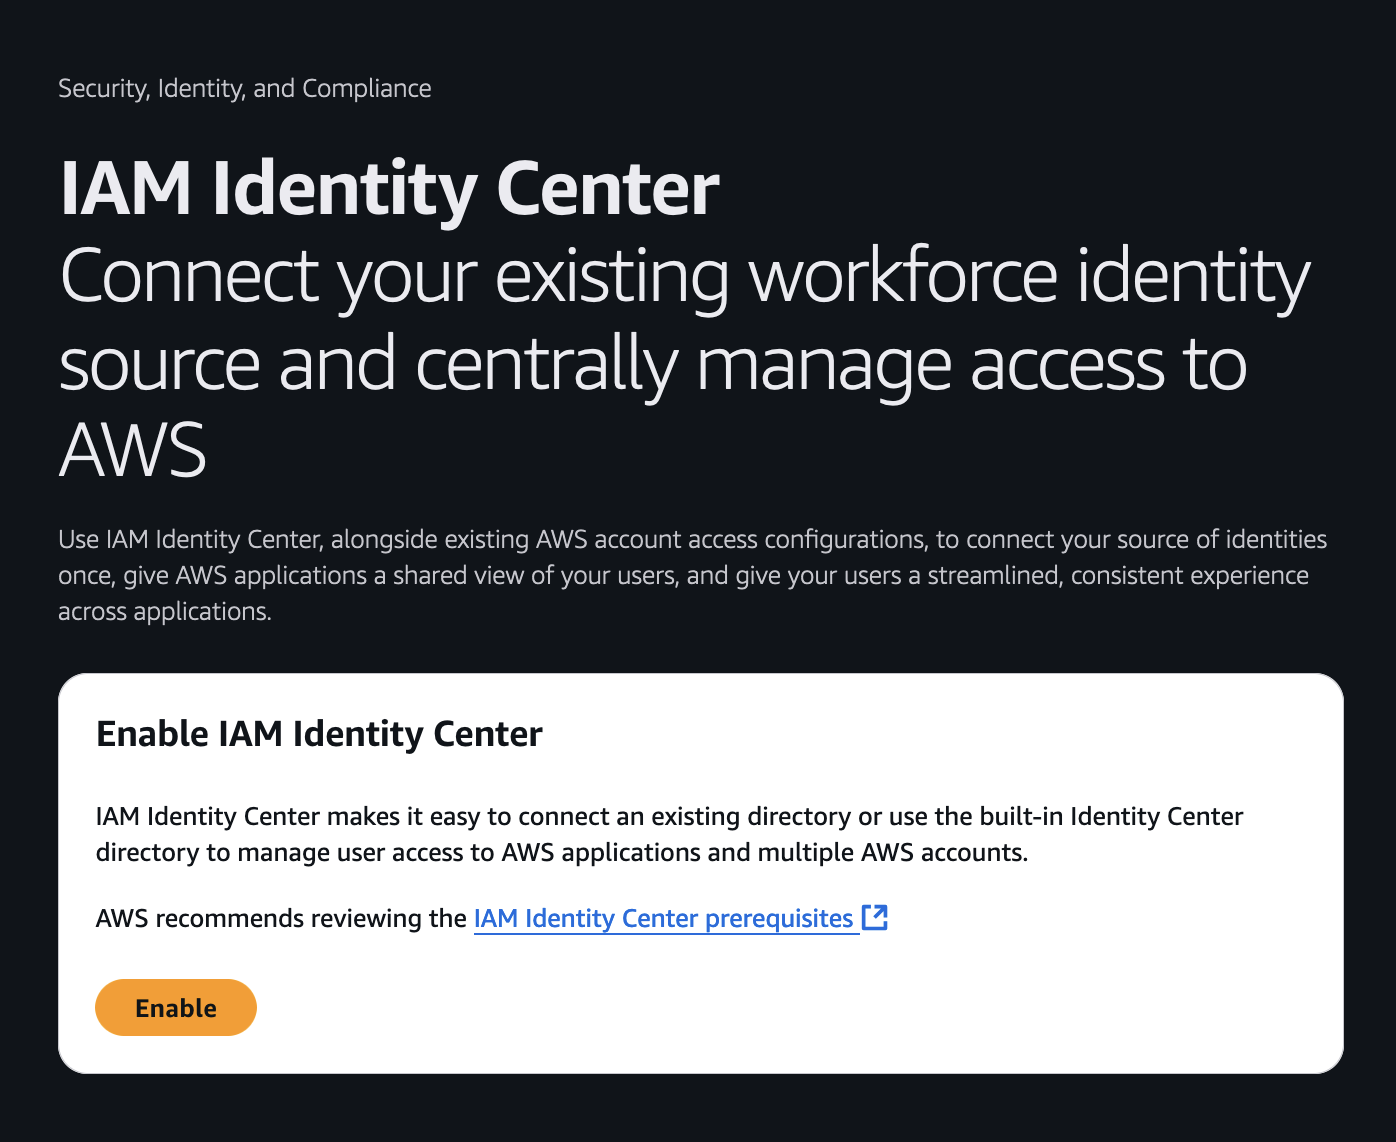 Security, Identity, and Compliance
IAM Identity Center
Connect your existing workforce identity
source and centrally manage access to
AWS
Use IAM Identity Center, alongside existing AWS account access configurations, to connect your source of identities
once, give AWS applications a shared view of your users, and give your users a streamlined, consistent experience
across applications.
Enable IAM Identity Center
IAM Identity Center makes it easy to connect an existing directory or use the built-in Identity Center
directory to manage user access to AWS applications and multiple AWS accounts.
AWS recommends reviewing the IAM Identity Center prerequisites
Enable